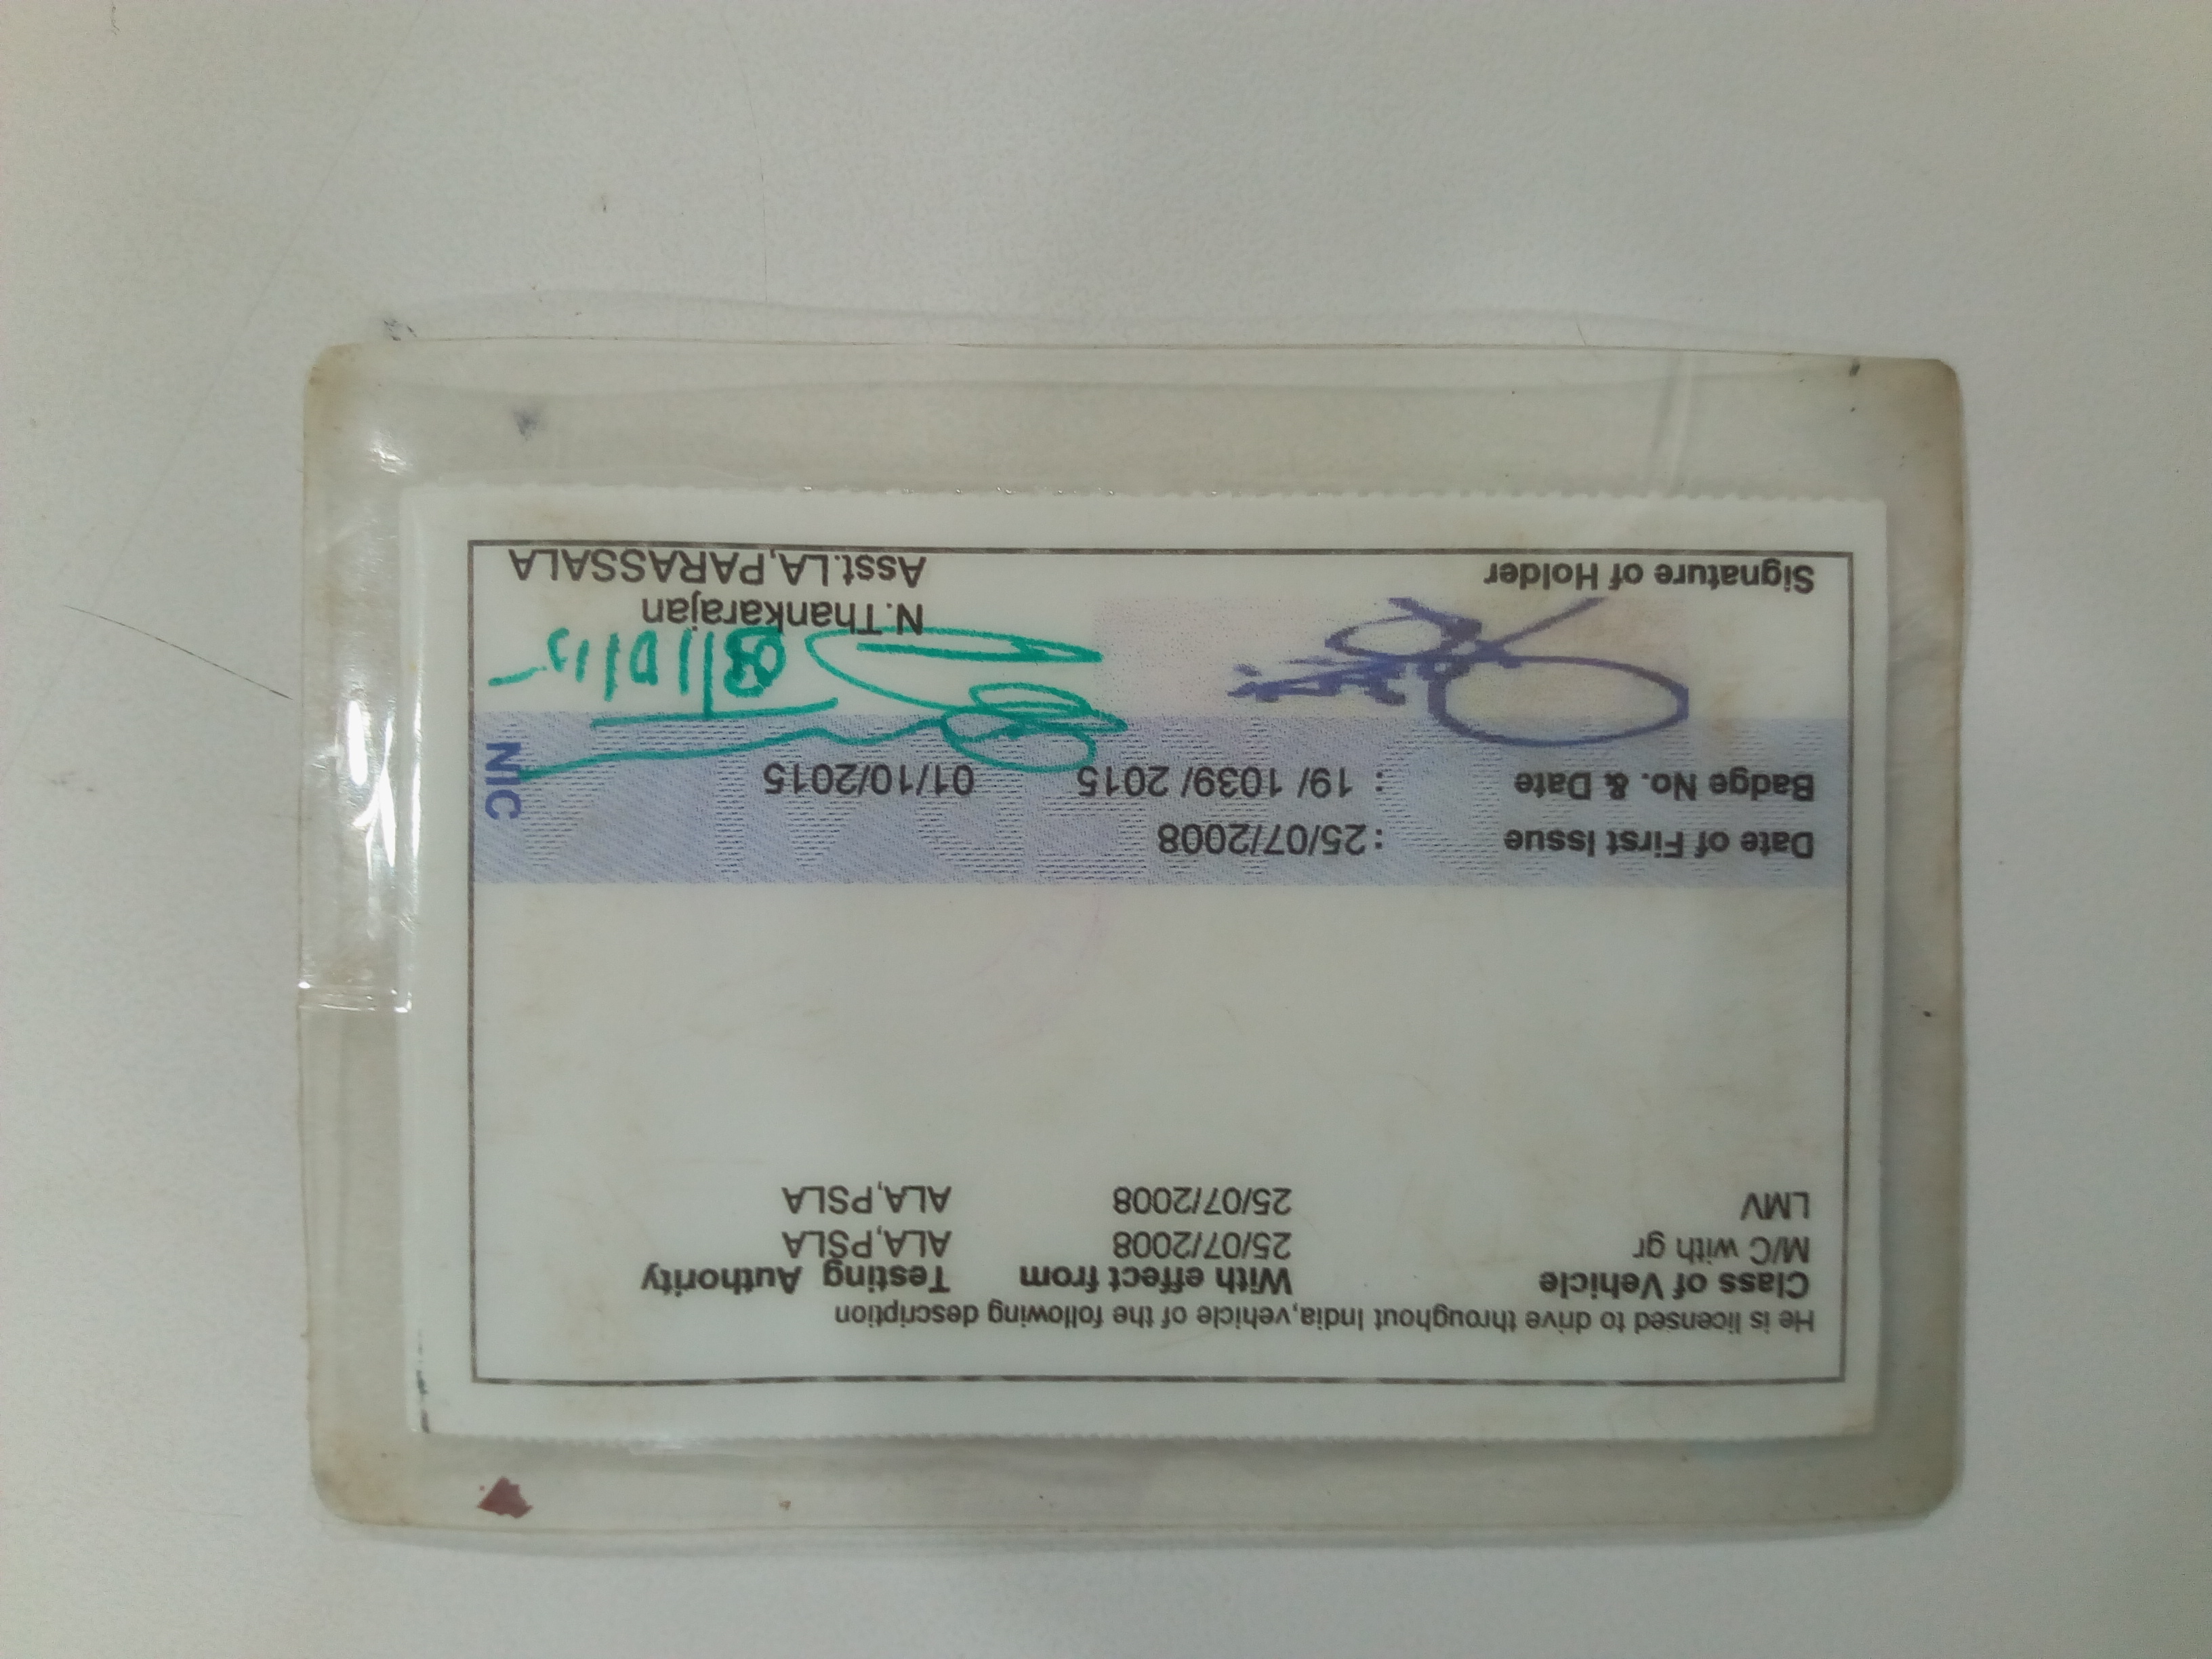 He is licensed to drive throughout India,vehicle of the following description
Class of Vehicle With effect from Testing Authority
M/C with gr 25/07/2008 ALA,PSLA
LMV 25/07/2008 ALA,PSLA
Date of First Issue :25/07/2008
Badge No. & Date : 19/ 1039/ 2015 01/10/2015
NIC
N.Thankarajan
Signature of Holder Asst.LA,PARASSALA